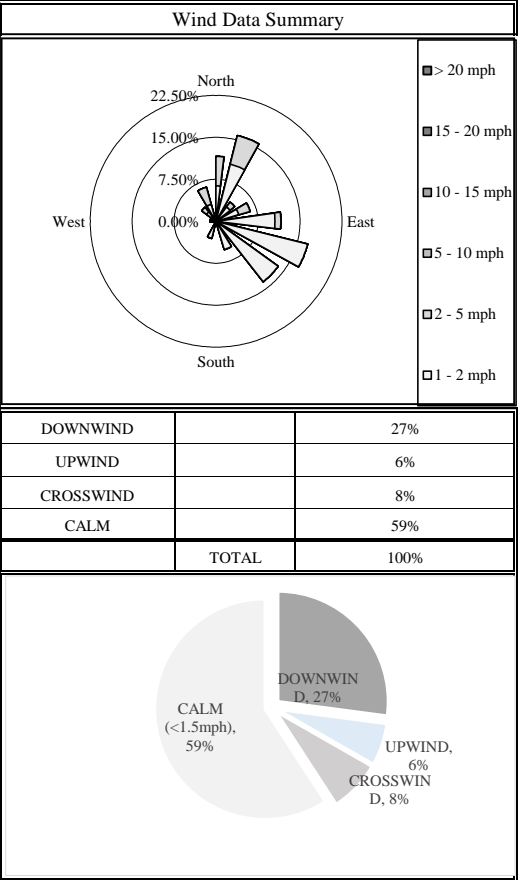 Wind Data Summary
North
22.50%
15.00%
7.50%
West
0.00%
East
South
> 20 mph
15 - 20 mph
10 - 15 mph
5 - 10 mph
2 - 5 mph
1 - 2 mph
DOWNWIND 27%
UPWIND 6%
CROSSWIND 8%
CALM 59%
TOTAL 100%
DOWNWIN
D, 27%
CALM
(<1.5mph),
59%
UPWIND,
6%
CROSSWIN
D, 8%